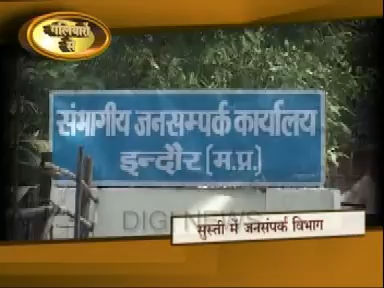 गलियारों
से
संभागीय जनसम्पर्क कार्यालय
इन्दौर (म.प्र.)
DIGI NEWS
सुस्ती में जनसंपर्क विभाग